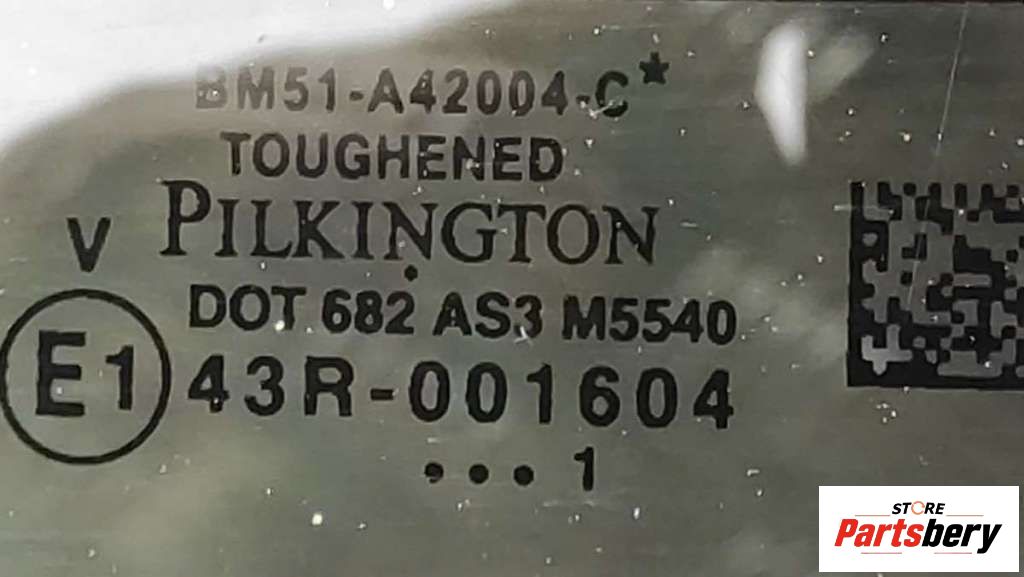 BM51-A42004-C*
TOUGHENED
V PILKINGTON
DOT 682 AS3 M5540
E1 43R-001604
•••1
STORE
Partsbery